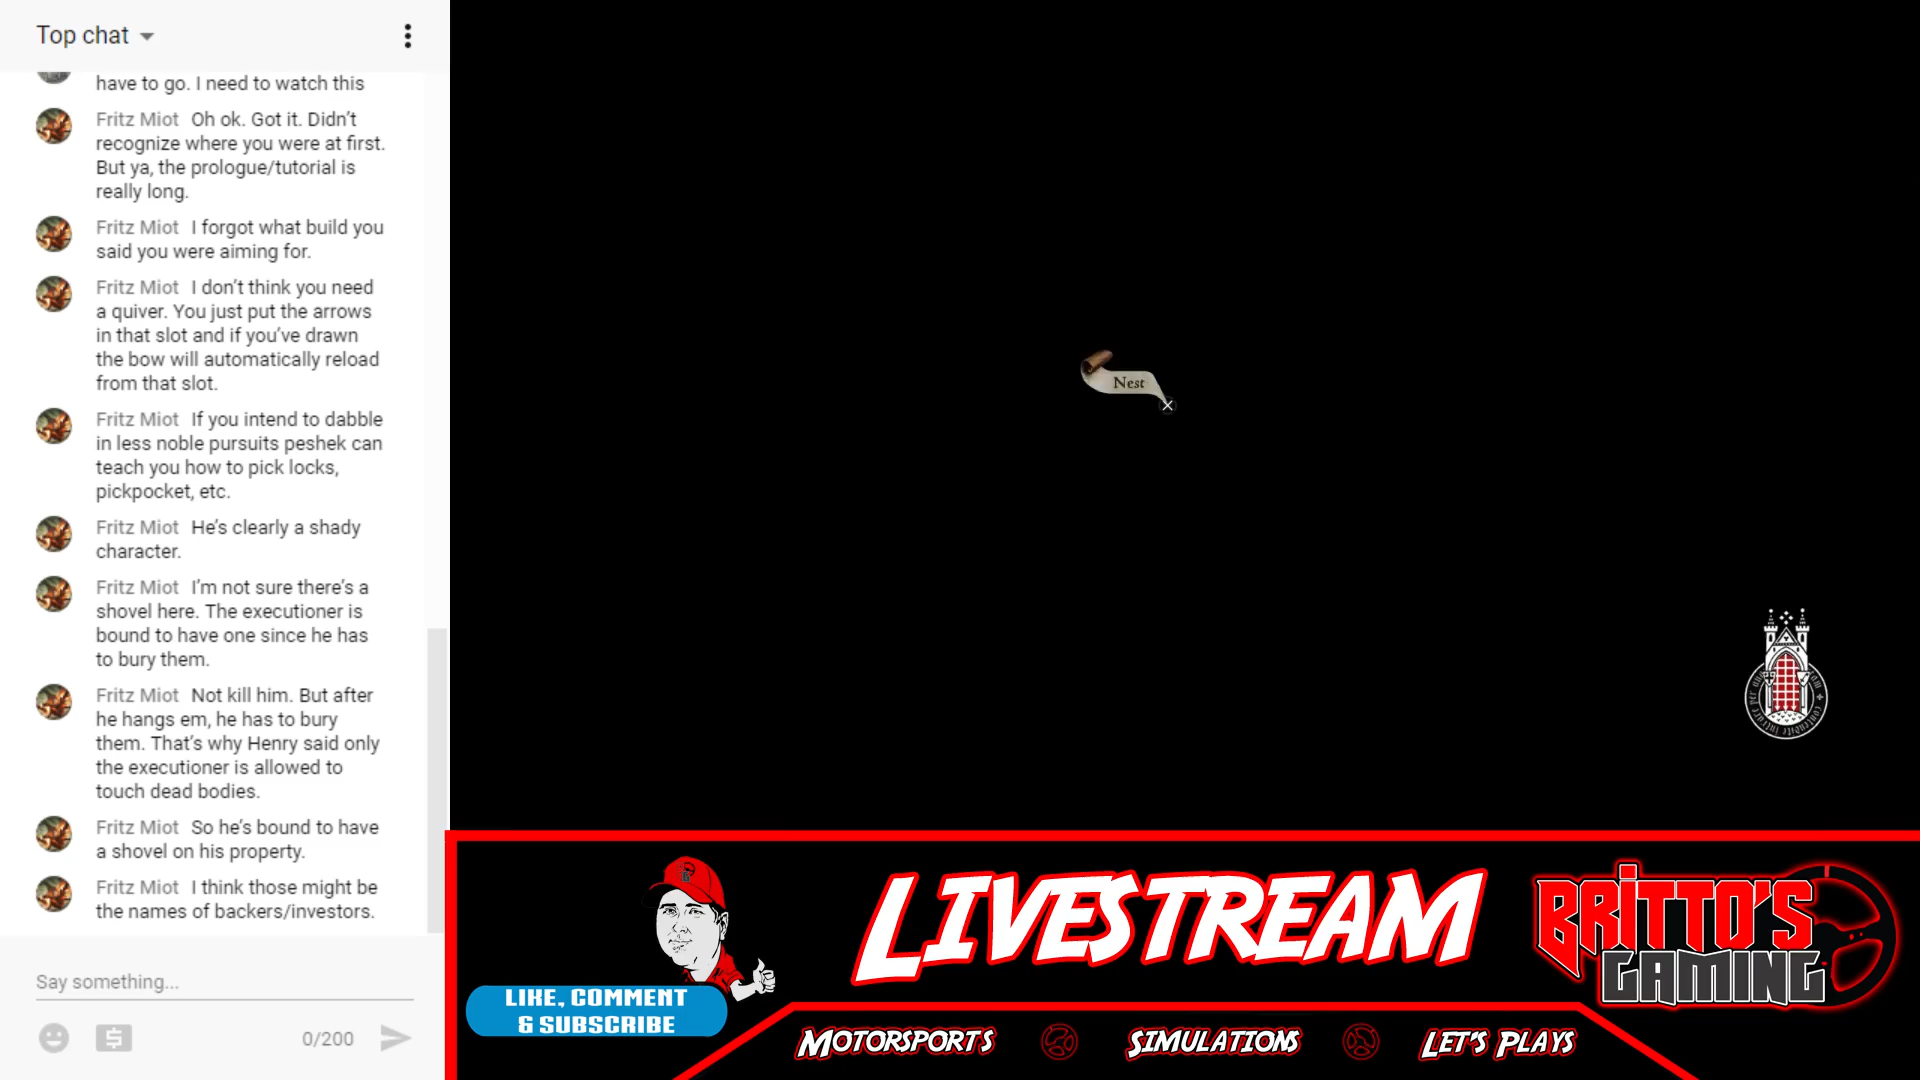 Top chat
have to go. I need to watch this
Fritz Miot Oh ok. Got it. Didn't
recognize where you were at first.
But ya, the prologue/tutorial is
really long.
Fritz Miot I forgot what build you
said you were aiming for.
Fritz Miot I don't think you need
a quiver. You just put the arrows
in that slot and if you've drawn
the bow will automatically reload
from that slot.
Fritz Miot If you intend to dabble
in less noble pursuits peshek can
teach you how to pick locks,
pickpocket, etc.
Fritz Miot He's clearly a shady
character.
Fritz Miot I'm not sure there's a
shovel here. The executioner is
bound to have one since he has
to bury them.
Fritz Miot Not kill him. But after
he hangs em, he has to bury
them. That's why Henry said only
the executioner is allowed to
touch dead bodies.
Fritz Miot So he's bound to have
a shovel on his property.
Fritz Miot I think those might be
the names of backers/investors.
Say something...
0/200
Nest
LIVESTREAM
BRITTO'S
GAMING
LIKE, COMMENT
& SUBSCRIBE
MOTORSPORTS
SIMULATIONS
LET'S PLAYS